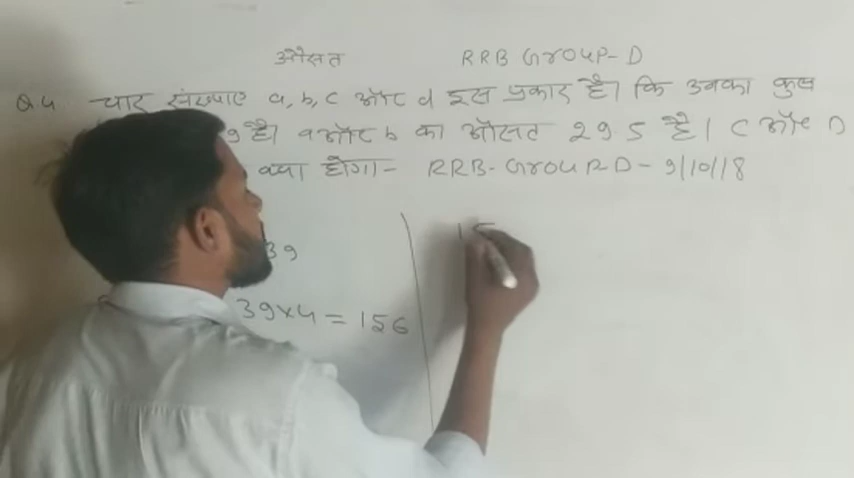 औसत RRB Group-D
Q4. चार संख्याए a, b, c और d इस प्रकार है। कि उनका कुल
9 है। a और b का औसत 29.5 है। C और D
क्या होगा- RRB-Group D- 9/10/18
39
39×4 = 156
15